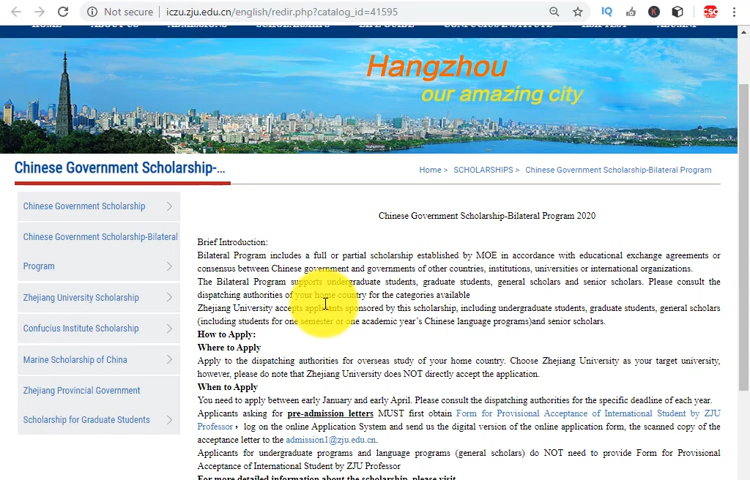 Not secure
iczu.zju.edu.cn/english/redir.php?catalog_id=41595
Hangzhou
our amazing city
Chinese Government Scholarship-...
Home > SCHOLARSHIPS > Chinese Government Scholarship-Bilateral Program
Chinese Government Scholarship
Chinese Government Scholarship-Bilateral
Program
Zhejiang University Scholarship
Confucius Institute Scholarship
Marine Scholarship of China
Zhejiang Provincial Government
Scholarship for Graduate Students
Chinese Government Scholarship-Bilateral Program 2020
Brief Introduction:
Bilateral Program includes a full or partial scholarship established by MOE in accordance with educational exchange agreements or
consensus between Chinese government and governments of other countries, institutions, universities or international organizations.
The Bilateral Program supports undergraduate students, graduate students, general scholars and senior scholars. Please consult the
dispatching authorities of your home country for the categories available
Zhejiang University accepts applicants sponsored by this scholarship, including undergraduate students, graduate students, general scholars
(including students for one semester or one academic year's Chinese language programs)and senior scholars.
How to Apply:
Where to Apply
Apply to the dispatching authorities for overseas study of your home country. Choose Zhejiang University as your target university,
however, please do note that Zhejiang University does NOT directly accept the application.
When to Apply
You need to apply between early January and early April. Please consult the dispatching authorities for the specific deadline of each year.
Applicants asking for pre-admission letters MUST first obtain Form for Provisional Acceptance of International Student by ZJU
Professor, log on the online Application System and send us the digital version of the online application form, the scanned copy of the
acceptance letter to the admission1@zju.edu.cn.
Applicants for undergraduate programs and language programs (general scholars) do NOT need to provide Form for Provisional
Acceptance of International Student by ZJU Professor
For more detailed information about the scholarship, please visit